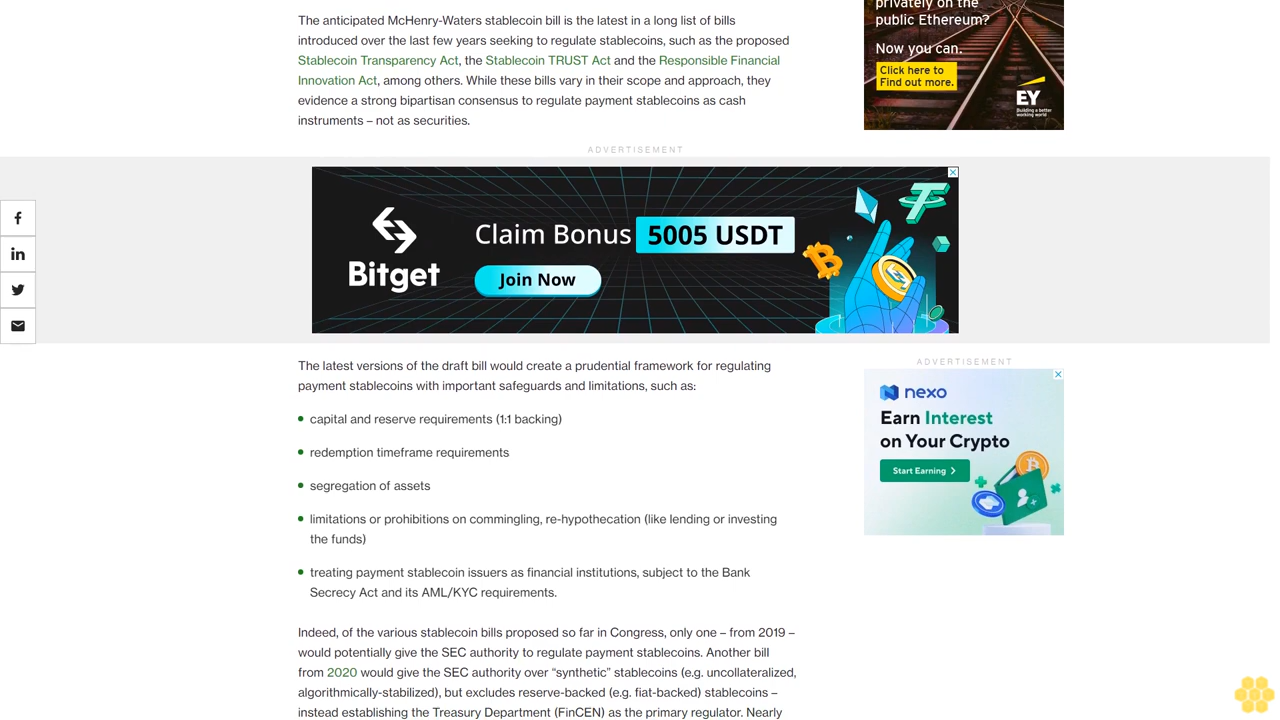 The anticipated McHenry-Waters stablecoin bill is the latest in a long list of bills
introduced over the last few years seeking to regulate stablecoins, such as the proposed
Stablecoin Transparency Act, the Stablecoin TRUST Act and the Responsible Financial
Innovation Act, among others. While these bills vary in their scope and approach, they
evidence a strong bipartisan consensus to regulate payment stablecoins as cash
instruments – not as securities.
privately on the
public Ethereum?
Now you can.
Click here to
Find out more.
EY
Building a better
working world
ADVERTISEMENT
Bitget
Claim Bonus 5005 USDT
Join Now
The latest versions of the draft bill would create a prudential framework for regulating
payment stablecoins with important safeguards and limitations, such as:
capital and reserve requirements (1:1 backing)
redemption timeframe requirements
segregation of assets
limitations or prohibitions on commingling, re-hypothecation (like lending or investing
the funds)
treating payment stablecoin issuers as financial institutions, subject to the Bank
Secrecy Act and its AML/KYC requirements.
Indeed, of the various stablecoin bills proposed so far in Congress, only one – from 2019 –
would potentially give the SEC authority to regulate payment stablecoins. Another bill
from 2020 would give the SEC authority over “synthetic” stablecoins (e.g. uncollateralized,
algorithmically-stabilized), but excludes reserve-backed (e.g. fiat-backed) stablecoins –
instead establishing the Treasury Department (FinCEN) as the primary regulator. Nearly
ADVERTISEMENT
nexo
Earn Interest
on Your Crypto
Start Earning